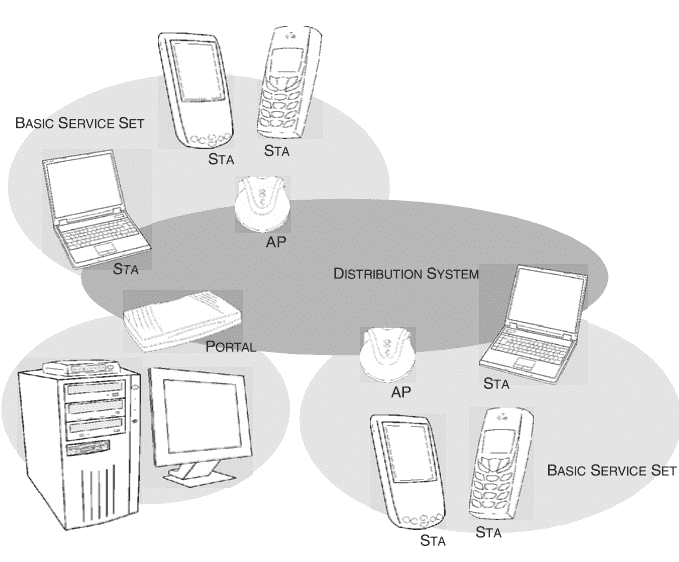 BASIC SERVICE SET
STA
STA
STA
AP
DISTRIBUTION SYSTEM
PORTAL
AP
STA
BASIC SERVICE SET
STA
STA